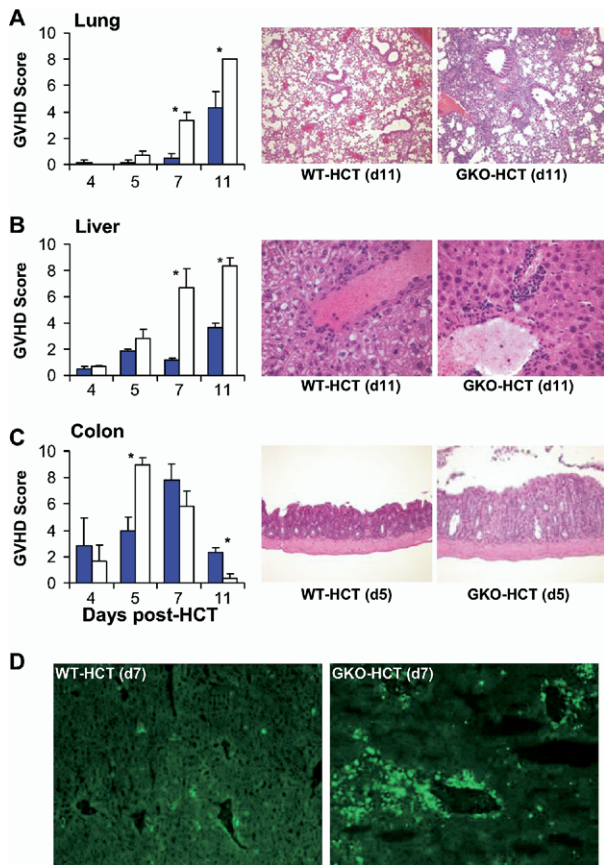 A
Lung
GVHD Score
10
8
6
4
2
0
*
*
4 5 7 11
WT-HCT (d11)
GKO-HCT (d11)
B
Liver
GVHD Score
10
8
6
4
2
0
*
*
4 5 7 11
WT-HCT (d11)
GKO-HCT (d11)
C
Colon
GVHD Score
10
8
6
4
2
0
*
*
4 5 7 11
Days post-HCT
WT-HCT (d5)
GKO-HCT (d5)
D
WT-HCT (d7)
GKO-HCT (d7)